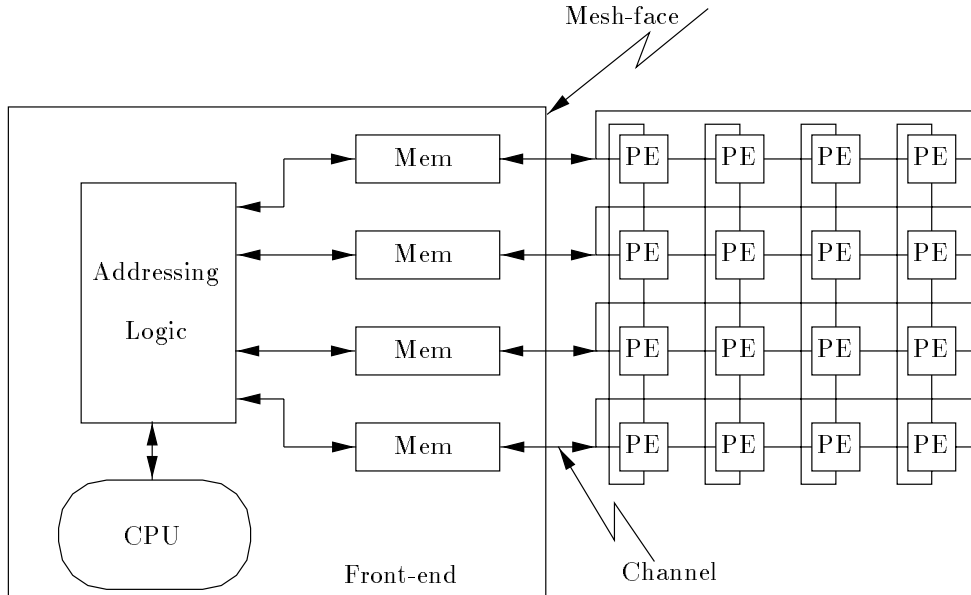 Mesh-face
Mem PE PE PE PE
Mem PE PE PE PE
Addressing
Logic
Mem PE PE PE PE
Mem PE PE PE PE
CPU
Front-end
Channel